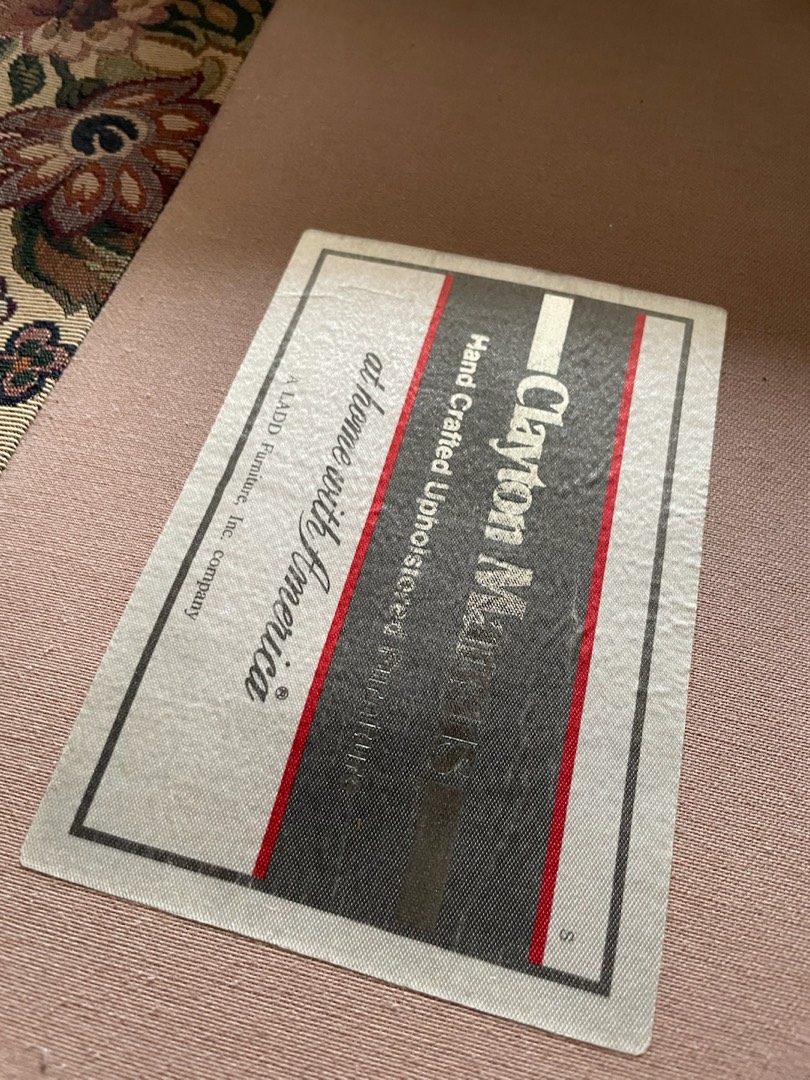 S
Clayton Marcus
Hand Crafted Upholstered Furniture
at home with America®
A LADD Furniture, Inc. company